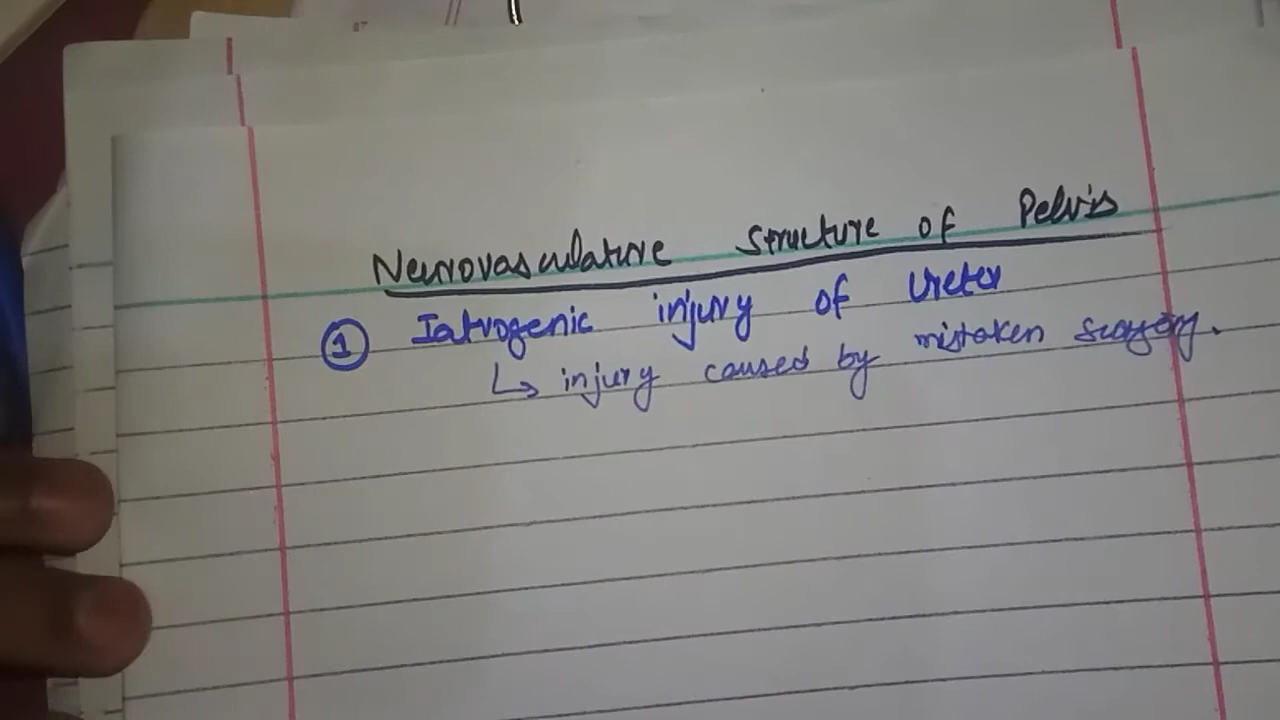 Neurovasculature structure of Pelvis
1 Iatrogenic injury of Ureter
↳ injury caused by mistaken surgery.